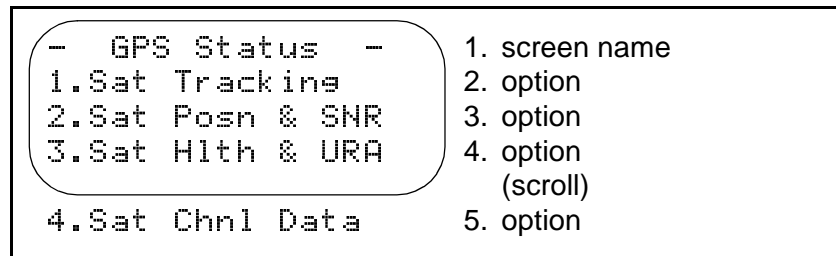 - GPS Status - 1. screen name
1.Sat Tracking 2. option
2.Sat Posn & SNR 3. option
3.Sat Hlth & URA 4. option
(scroll)
4.Sat Chnl Data 5. option